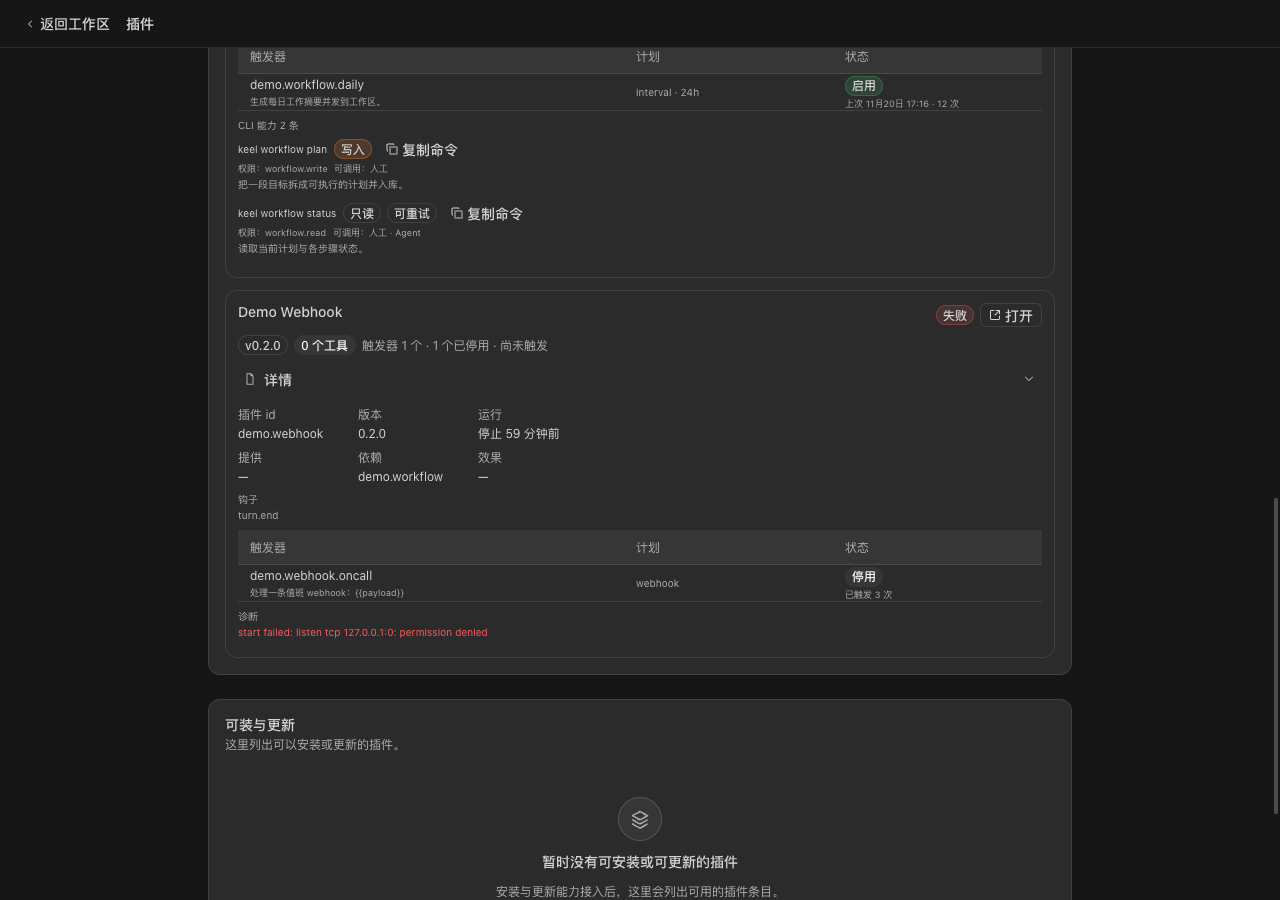 返回工作区 插件
触发器 计划 状态
demo.workflow.daily interval · 24h 启用
生成每日工作摘要并发到工作区。 上次 11月20日 17:16 · 12 次
CLI 能力 2 条
keel workflow plan 写入 复制命令
权限：workflow.write 可调用：人工
把一段目标拆成可执行的计划并入库。
keel workflow status 只读 可重试 复制命令
权限：workflow.read 可调用：人工 · Agent
读取当前计划与各步骤状态。
Demo Webhook 失败 打开
v0.2.0 0 个工具 触发器 1 个 · 1 个已停用 · 尚未触发
详情
插件 id 版本 运行
demo.webhook 0.2.0 停止 59 分钟前
提供 依赖 效果
— demo.workflow —
钩子
turn.end
触发器 计划 状态
demo.webhook.oncall webhook 停用
处理一条值班 webhook：{{payload}} 已触发 3 次
诊断
start failed: listen tcp 127.0.0.1:0: permission denied
可装与更新
这里列出可以安装或更新的插件。
暂时没有可安装或可更新的插件
安装与更新能力接入后，这里会列出可用的插件条目。